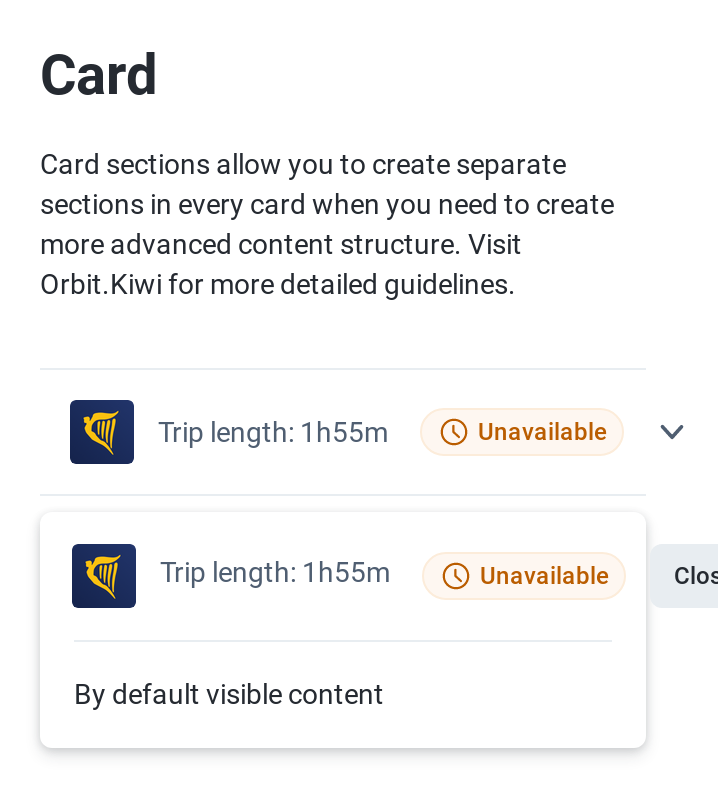 Card
Card sections allow you to create separate
sections in every card when you need to create
more advanced content structure. Visit
Orbit.Kiwi for more detailed guidelines.
Trip length: 1h55m Unavailable
Trip length: 1h55m Unavailable Clos
By default visible content